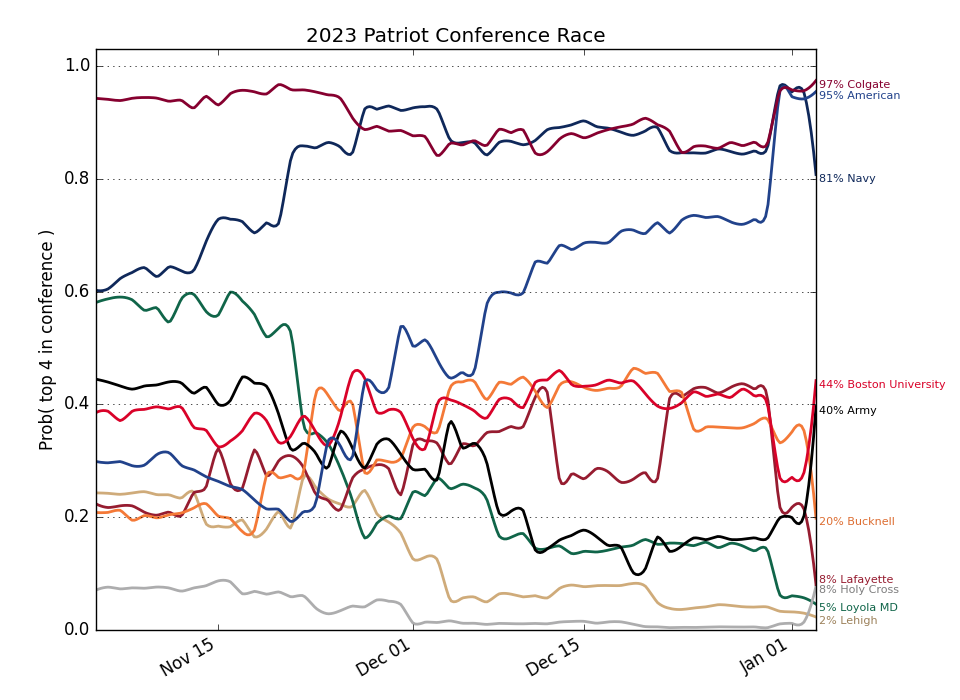 2023 Patriot Conference Race
Prob( top 4 in conference )
1.0
0.8
0.6
0.4
0.2
0.0
Nov 15
Dec 01
Dec 15
Jan 01
97% Colgate
95% American
81% Navy
44% Boston University
40% Army
20% Bucknell
8% Lafayette
8% Holy Cross
5% Loyola MD
2% Lehigh